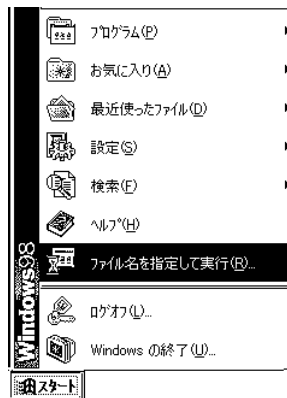 ﾌﾟﾛｸﾞﾗﾑ(P)
お気に入り(A)
最近使ったﾌｧｲﾙ(D)
設定(S)
検索(F)
ﾍﾙﾌﾟ(H)
ﾌｧｲﾙ名を指定して実行(R)...
ﾛｸﾞｵﾌ(L)...
Windows の終了(U)...
Windows98
ｽﾀｰﾄ